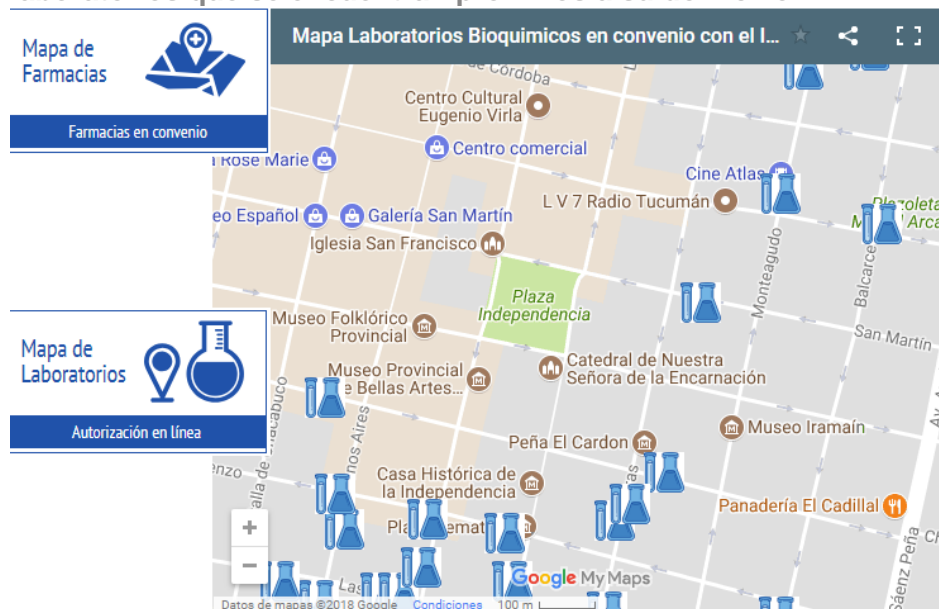 Mapa de
Farmacias
Farmacias en convenio
Mapa de
Laboratorios
Autorización en línea
Mapa Laboratorios Bioquimicos en convenio con el I...
de Córdoba
Centro Cultural
Eugenio Virla
Centro comercial
Rose Marie
Cine Atlas
L V 7 Radio Tucumán
Español
Galería San Martín
Iglesia San Francisco
Plaza
Independencia
Monteagudo
Balcarce
San Martín
Museo Folklórico
Provincial
Museo Provincial
de Bellas Artes...
Catedral de Nuestra
Señora de la Encarnación
Museo Iramaín
Peña El Cardon
Casa Histórica de
la Independencia
Panadería El Cadillal
Sáenz Peña
+
−
Google My Maps
Datos de mapas ©2018 Google
Condiciones
100 m